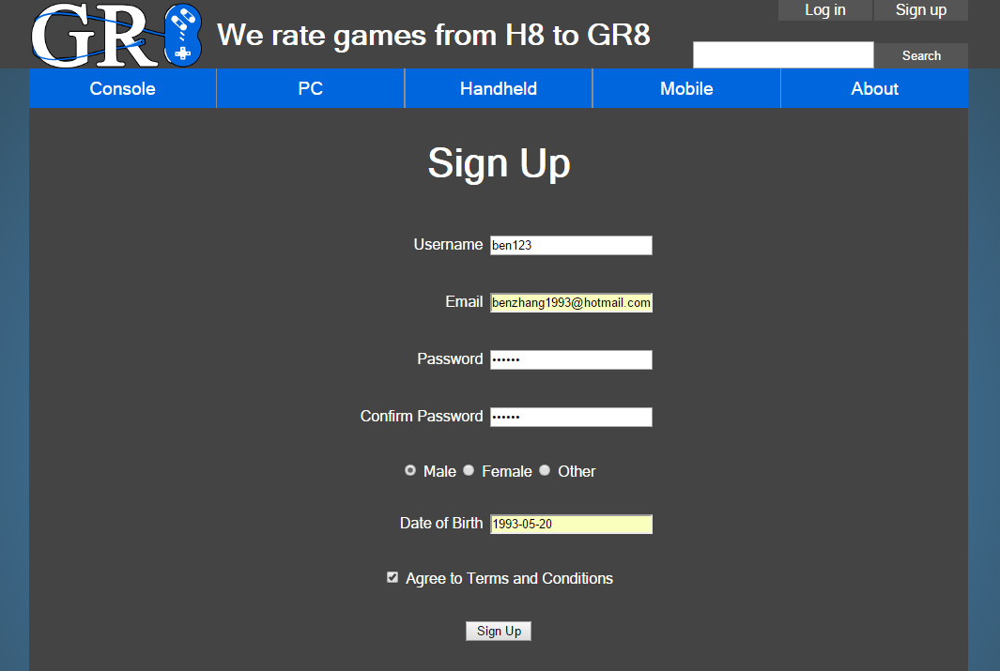 GR8
We rate games from H8 to GR8
Log in
Sign up
Search
Console
PC
Handheld
Mobile
About
Sign Up
Username ben123
Email benzhang1993@hotmail.com
Password ••••••
Confirm Password ••••••
Male Female Other
Date of Birth 1993-05-20
Agree to Terms and Conditions
Sign Up